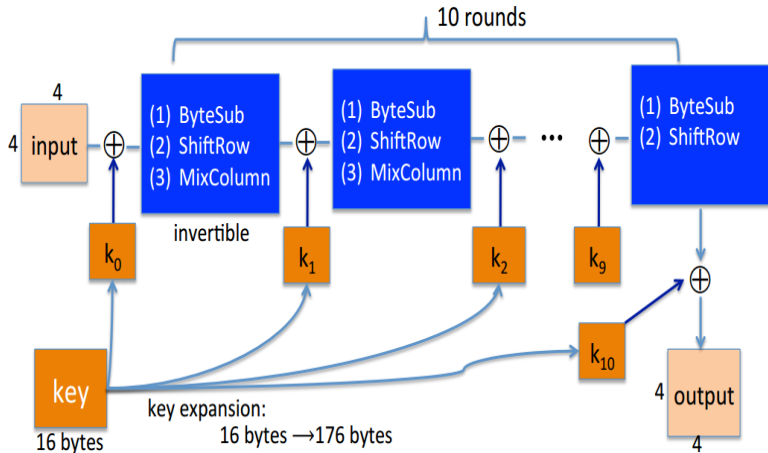 10 rounds
4
4 input
(1) ByteSub
(2) ShiftRow
(3) MixColumn
(1) ByteSub
(2) ShiftRow
(3) MixColumn
•••
(1) ByteSub
(2) ShiftRow
invertible
k₀
k₁
k₂
k₉
k₁₀
key
16 bytes
key expansion:
16 bytes →176 bytes
4 output
4